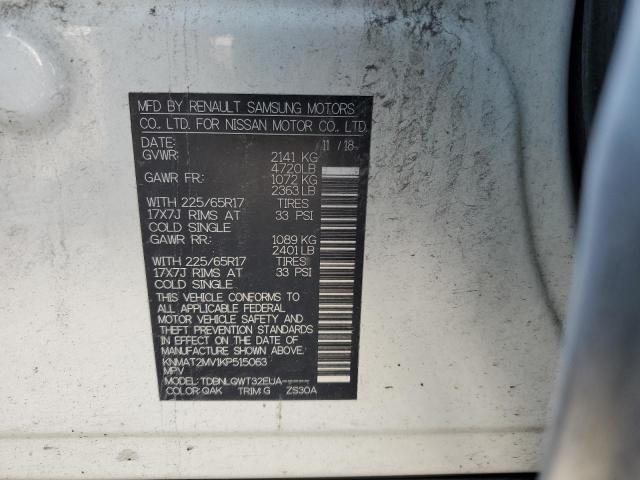 MFD BY RENAULT SAMSUNG MOTORS
CO., LTD. FOR NISSAN MOTOR CO., LTD.
DATE: 11 / 18
GVWR: 2141 KG
4720LB
GAWR FR: 1072 KG
2363LB
WITH 225/65R17 TIRES
17X7J RIMS AT 33 PSI
COLD SINGLE
GAWR RR: 1089 KG
2401LB
WITH 225/65R17 TIRES
17X7J RIMS AT 33 PSI
COLD SINGLE
THIS VEHICLE CONFORMS TO
ALL APPLICABLE FEDERAL
MOTOR VEHICLE SAFETY AND
THEFT PREVENTION STANDARD
IN EFFECT ON THE DATE OF
MANUFACTURE SHOWN ABOVE.
KNMAT2MV1KP515063
MPV
MODEL: TDBNLQWT32EUA-----
COLOR: QAK TRIM G ZS30A